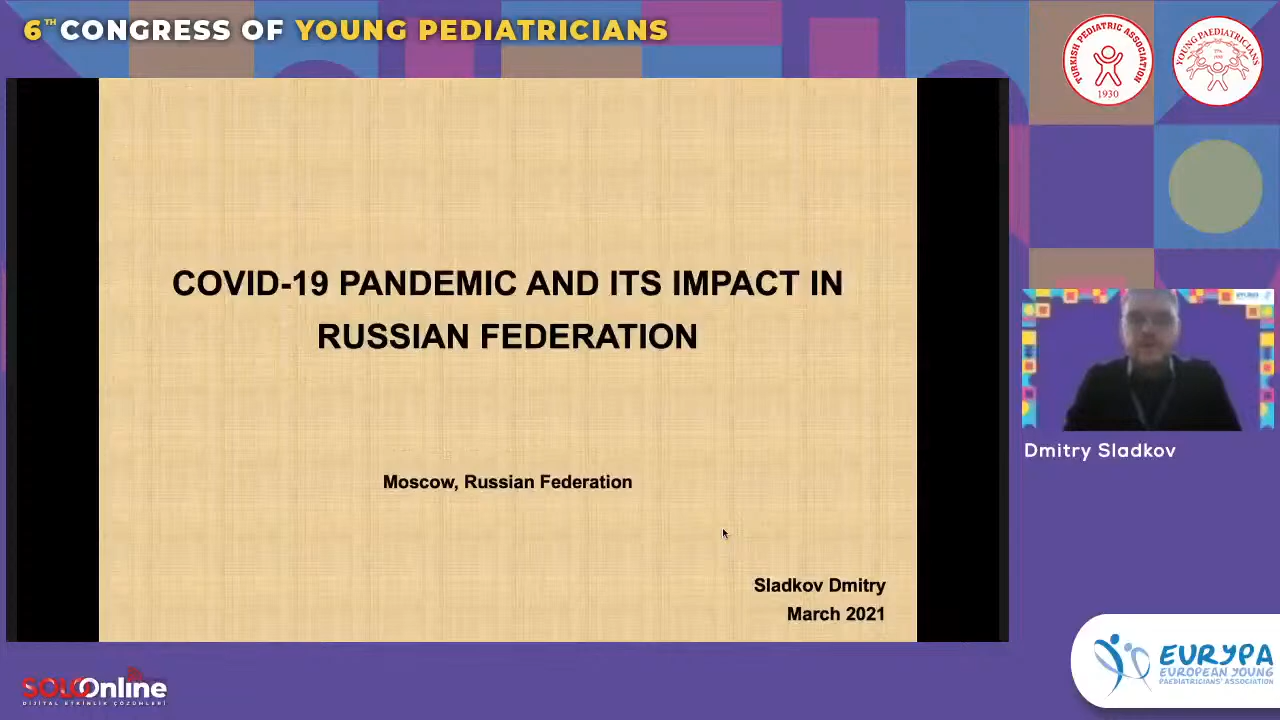 6TH CONGRESS OF YOUNG PEDIATRICIANS
TURKISH PEDIATRIC ASSOCIATION
1930
YOUNG PAEDIATRICIANS
COVID-19 PANDEMIC AND ITS IMPACT IN
RUSSIAN FEDERATION
Moscow, Russian Federation
Sladkov Dmitry
March 2021
Dmitry Sladkov
SOLO Online
DİJİTAL ETKİNLİK ÇÖZÜMLERİ
EURYPA
EUROPEAN YOUNG
PAEDIATRICIANS' ASSOCIATION